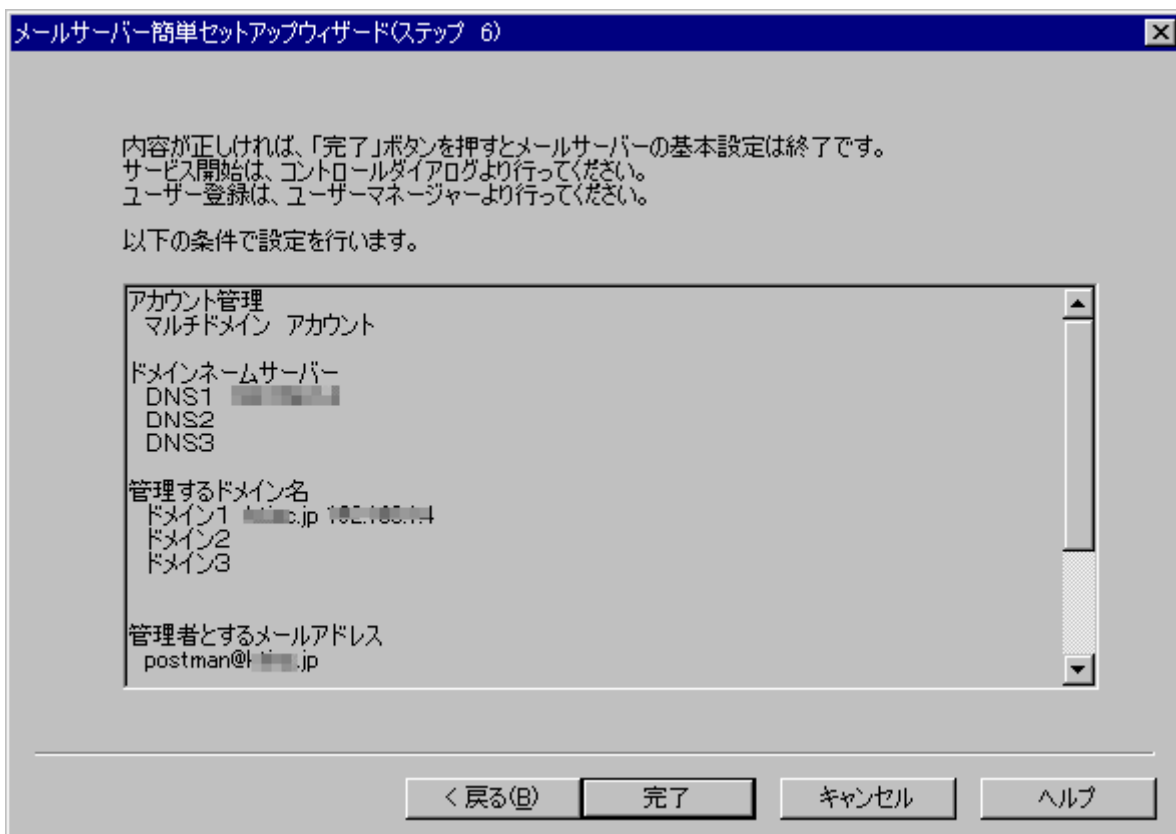 メールサーバー簡単セットアップウィザード(ステップ 6)
内容が正しければ、「完了」ボタンを押すとメールサーバーの基本設定は終了です。
サービス開始は、コントロールダイアログより行ってください。
ユーザー登録は、ユーザーマネージャーより行ってください。
以下の条件で設定を行います。
アカウント管理
マルチドメイン アカウント
ドメインネームサーバー
DNS1
DNS2
DNS3
管理するドメイン名
ドメイン1 .jp
ドメイン2
ドメイン3
管理者とするメールアドレス
postman@ .jp
< 戻る(B)
完了
キャンセル
ヘルプ